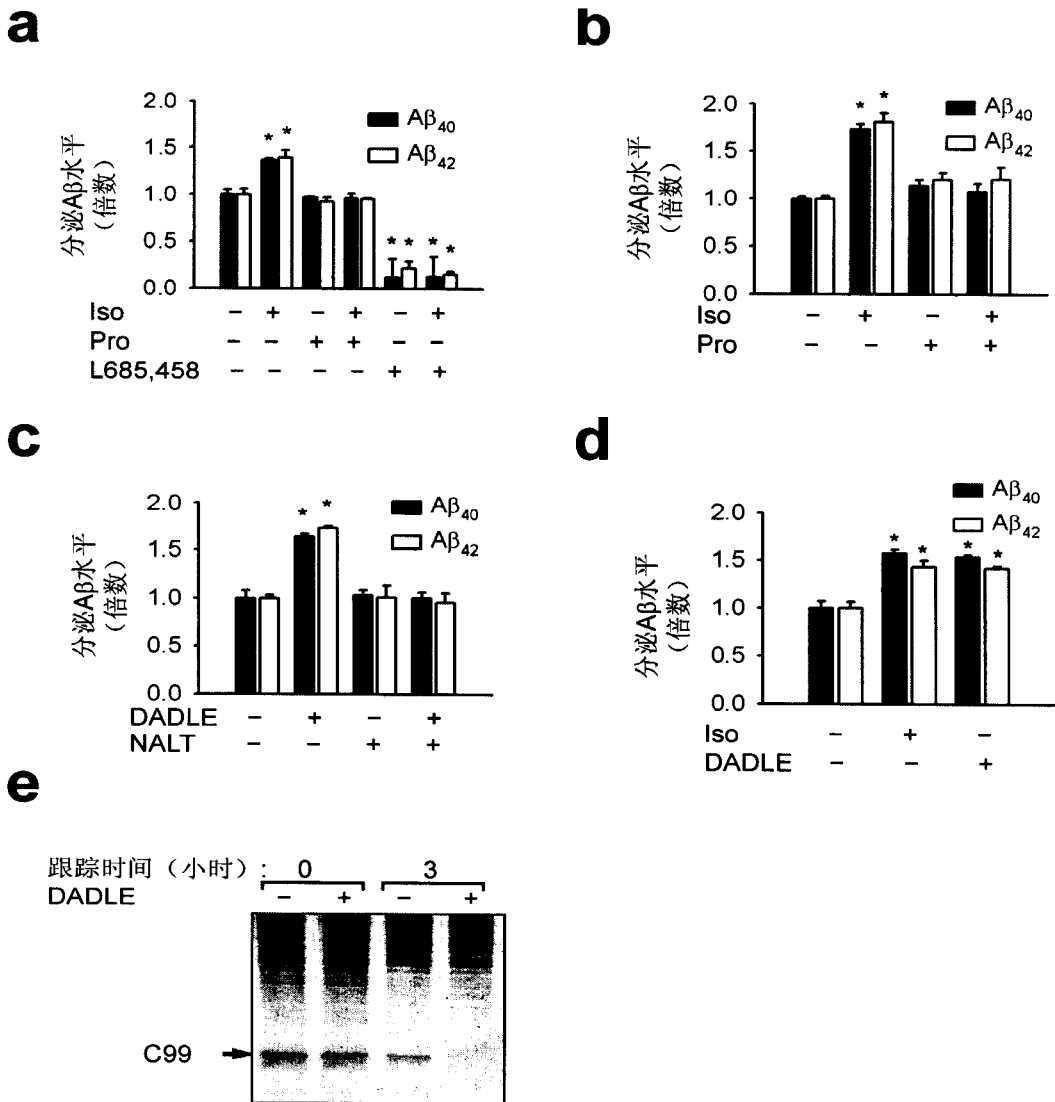 a
2.0
1.5
1.0
0.5
0.0
分泌Aβ水平
（倍数）
* *
* * * *
Aβ40
Aβ42
Iso − + − + − +
Pro − − + + − −
L685,458 − − − − + +
b
2.0
1.5
1.0
0.5
0.0
分泌Aβ水平
（倍数）
* *
Aβ40
Aβ42
Iso − + − +
Pro − − + +
c
2.0
1.5
1.0
0.5
0.0
分泌Aβ水平
（倍数）
* *
Aβ40
Aβ42
DADLE − + − +
NALT − − + +
d
2.0
1.5
1.0
0.5
0.0
分泌Aβ水平
（倍数）
* * * *
Aβ40
Aβ42
Iso − + −
DADLE − − +
e
跟踪时间（小时）: 0 3
DADLE − + − +
C99